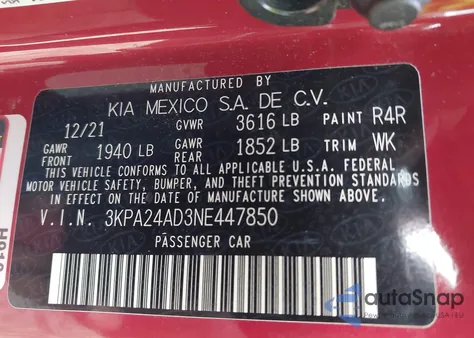 MANUFACTURED BY
KIA MEXICO S.A. DE C.V.
12/21 GVWR 3616 LB PAINT R4R
GAWR FRONT 1940 LB GAWR REAR 1852 LB TRIM WK
THIS VEHICLE CONFORMS TO ALL APPLICABLE U.S.A. FEDERAL
MOTOR VEHICLE SAFETY, BUMPER, AND THEFT PREVENTION STANDARDS
IN EFFECT ON THE DATE OF MANUFACTURE SHOWN ABOVE.
V.I.N. 3KPA24AD3NE447850
PASSENGER CAR
autoSnap